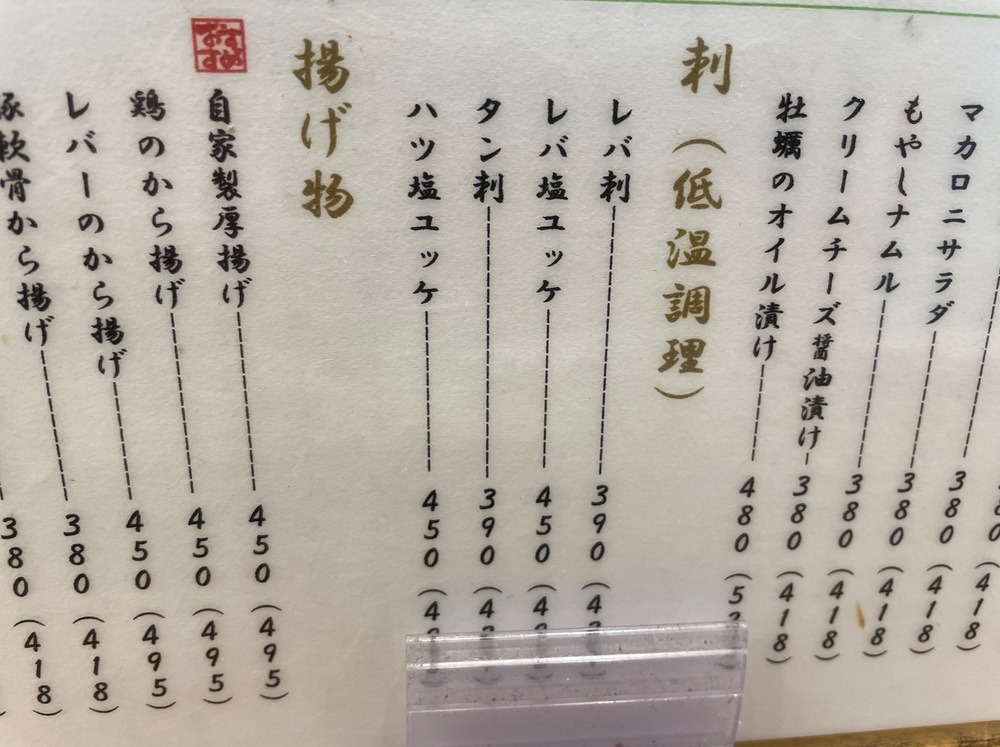 マカロニサラダ 380（418）
もやしナムル 380（418）
クリームチーズ醤油漬け 380（418）
牡蠣のオイル漬け 480
刺（低温調理）
レバ刺 390
レバ塩ユッケ 450
タン刺 390
ハツ塩ユッケ 450
揚げ物
おすすめ
自家製厚揚げ 450（495）
鶏のから揚げ 450（495）
レバーのから揚げ 380（418）
軟骨から揚げ 380（418）